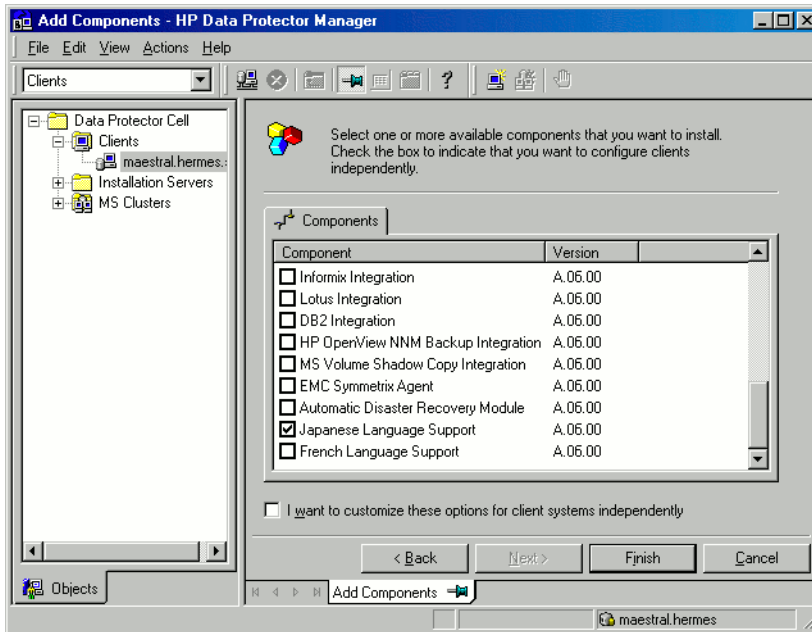 Add Components - HP Data Protector Manager
File Edit View Actions Help
Clients
Data Protector Cell
Clients
maestral.hermes.
Installation Servers
MS Clusters
Objects
Select one or more available components that you want to install.
Check the box to indicate that you want to configure clients
independently.
Components
Component Version
Informix Integration A.06.00
Lotus Integration A.06.00
DB2 Integration A.06.00
HP OpenView NNM Backup Integration A.06.00
MS Volume Shadow Copy Integration A.06.00
EMC Symmetrix Agent A.06.00
Automatic Disaster Recovery Module A.06.00
Japanese Language Support A.06.00
French Language Support A.06.00
I want to customize these options for client systems independently
< Back Next > Finish Cancel
Add Components
maestral.hermes